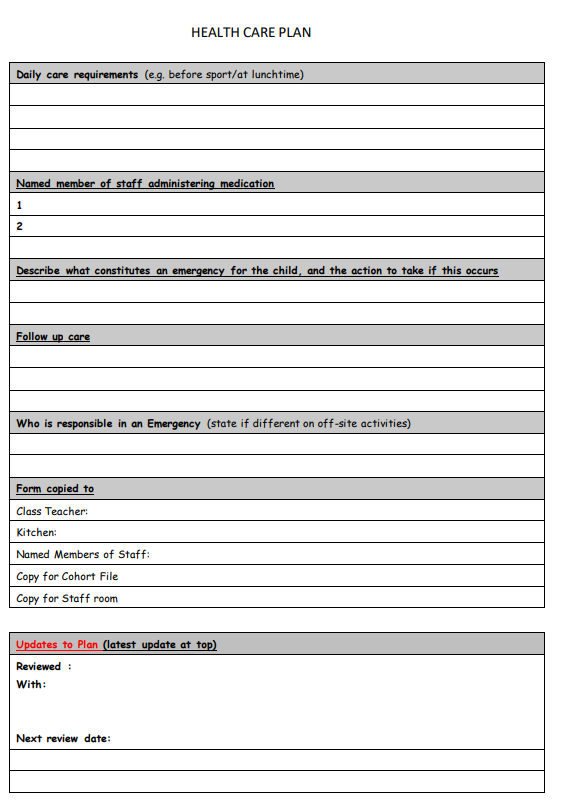 HEALTH CARE PLAN
Daily care requirements (e.g. before sport/at lunchtime)
Named member of staff administering medication
1
2
Describe what constitutes an emergency for the child, and the action to take if this occurs
Follow up care
Who is responsible in an Emergency (state if different on off-site activities)
Form copied to
Class Teacher:
Kitchen:
Named Members of Staff:
Copy for Cohort File
Copy for Staff room
Updates to Plan (latest update at top)
Reviewed :
With:
Next review date: